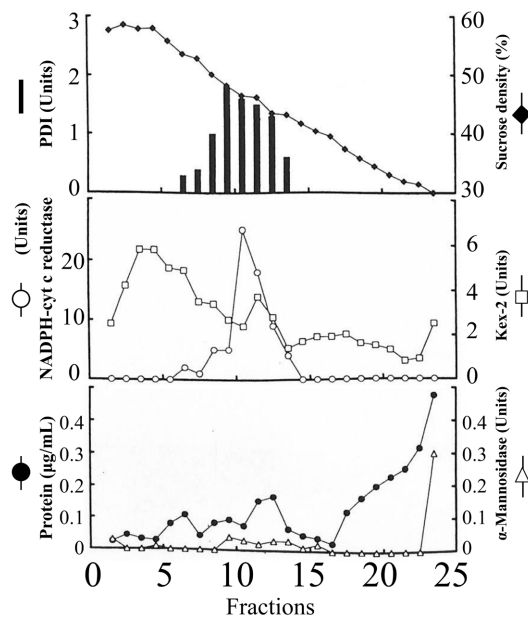 3
2
1
0
PDI (Units)
60
50
40
30
Sucrose density (%)
20
10
0
NADPH-cyt c reductase
(Units)
6
4
2
0
Kex-2 (Units)
0.4
0.3
0.2
0.1
0
Protein (µg/mL)
0.4
0.3
0.2
0.1
0
α-Mannosidase (Units)
0 5 10 15 20 25
Fractions